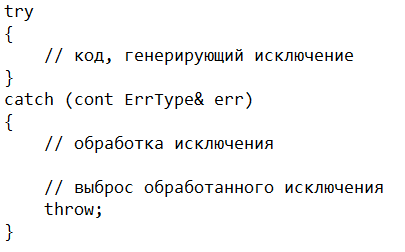 try
{
// код, генерирующий исключение
}
catch (cont ErrType& err)
{
// обработка исключения
// выброс обработанного исключения
throw;
}